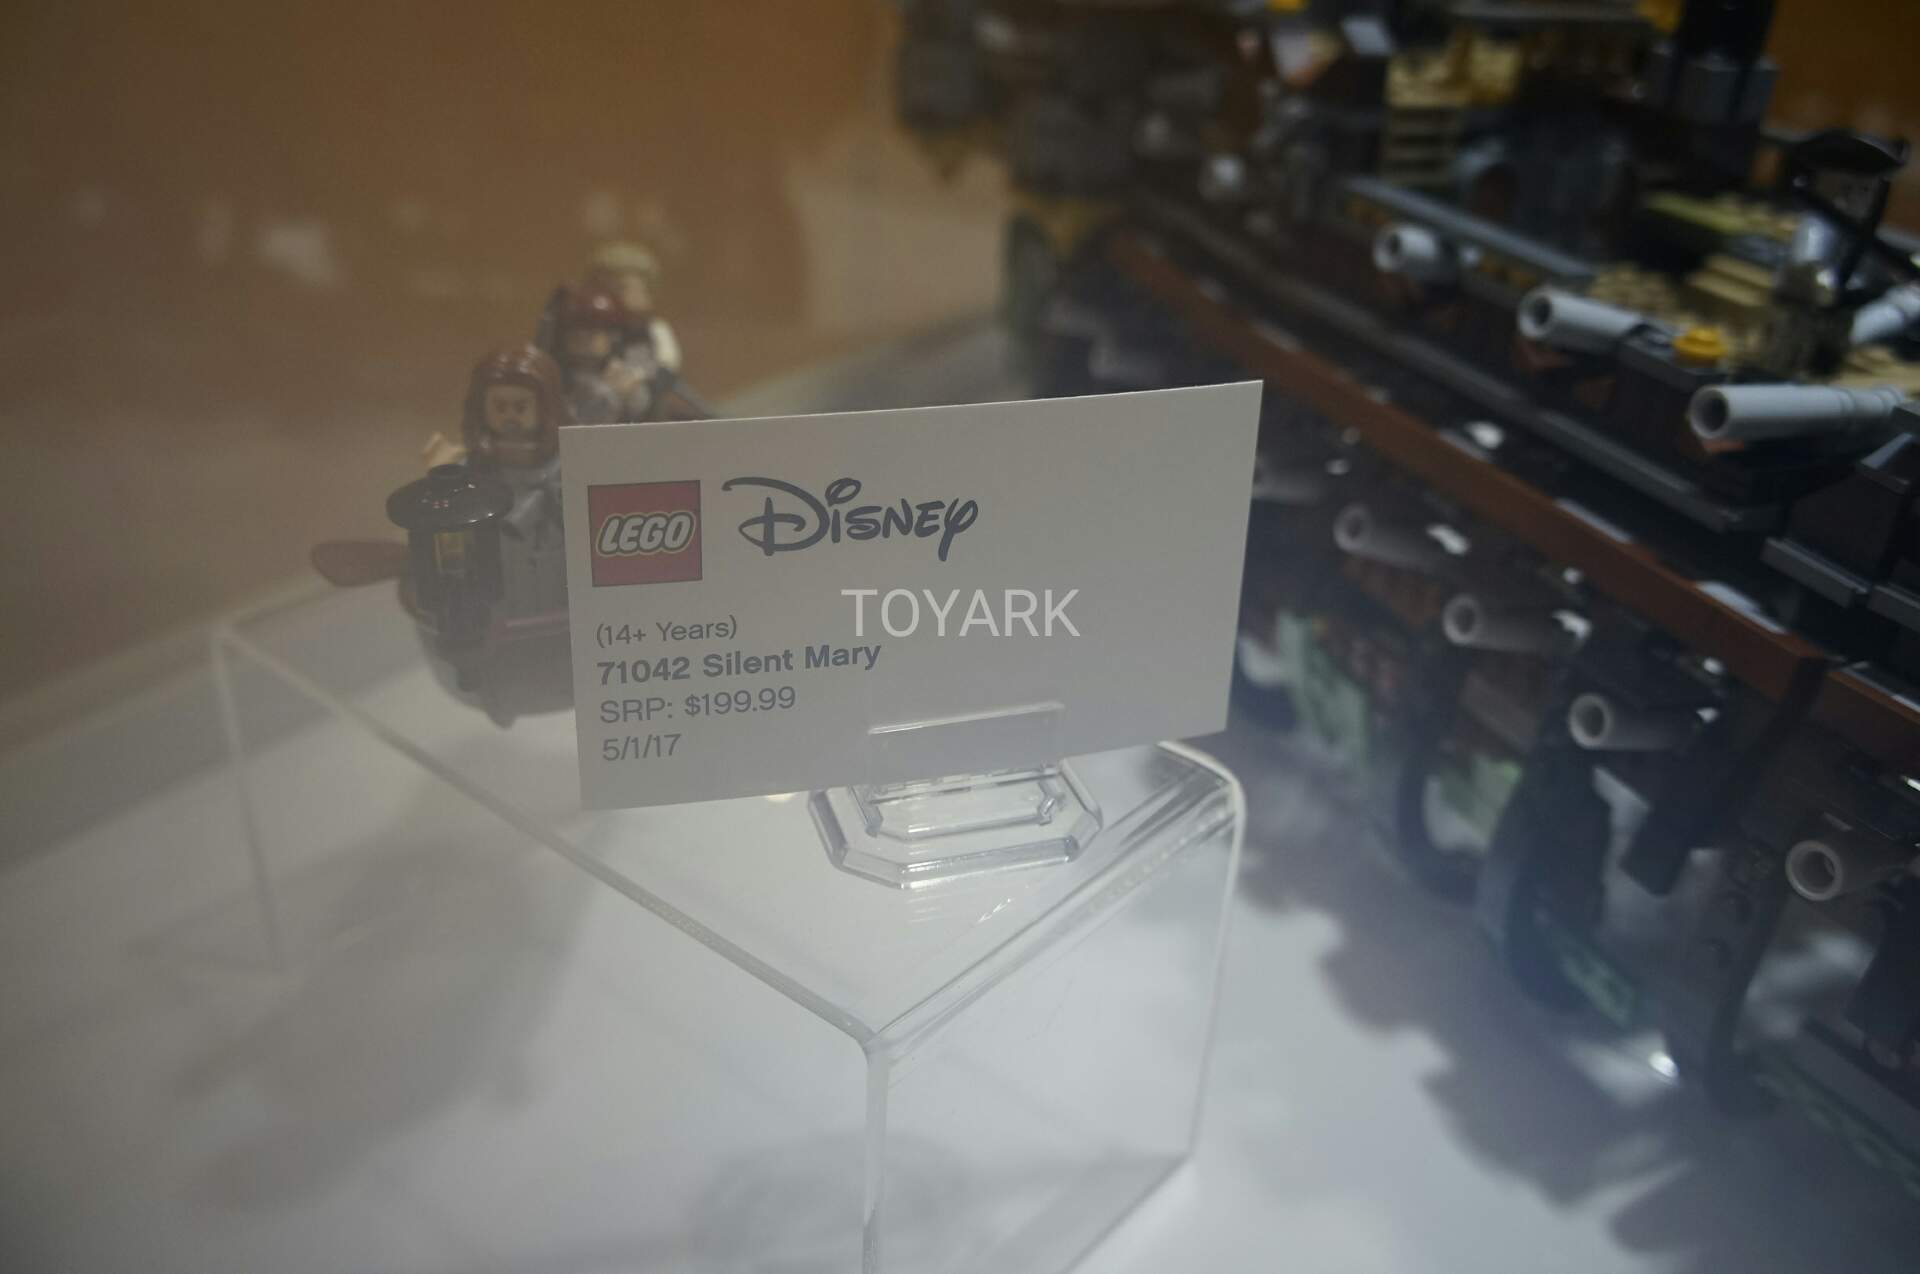 LEGO Disney
TOYARK
(14+ Years)
71042 Silent Mary
SRP: $199.99
5/1/17